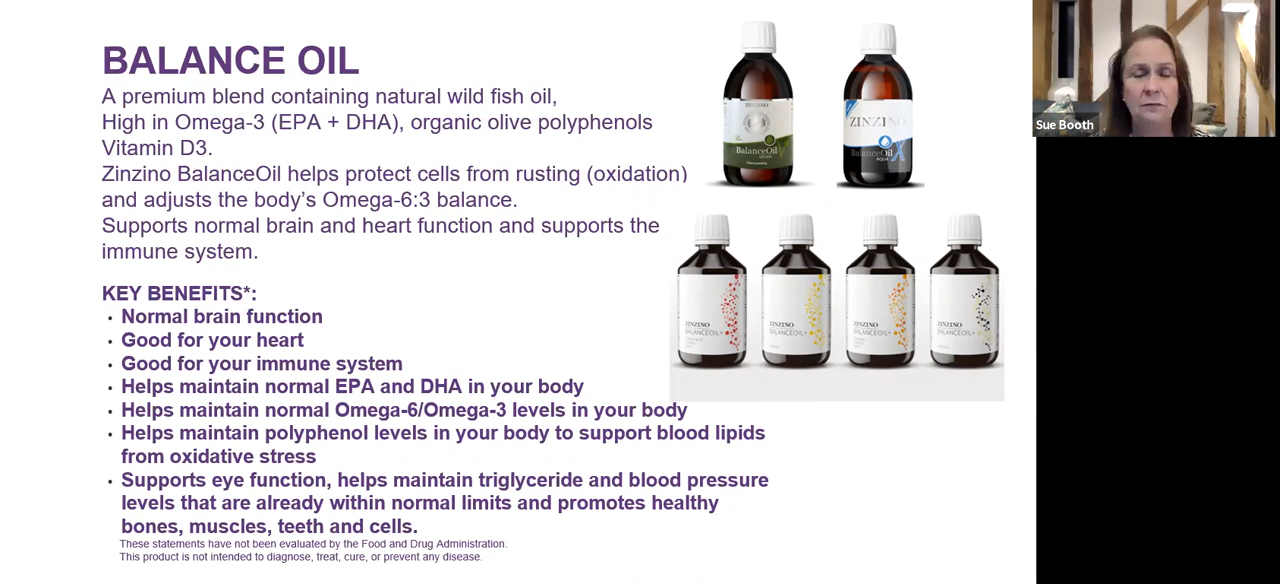 BALANCE OIL
A premium blend containing natural wild fish oil,
High in Omega-3 (EPA + DHA), organic olive polyphenols
Vitamin D3.
Zinzino BalanceOil helps protect cells from rusting (oxidation)
and adjusts the body's Omega-6:3 balance.
Supports normal brain and heart function and supports the
immune system.
KEY BENEFITS*:
• Normal brain function
• Good for your heart
• Good for your immune system
• Helps maintain normal EPA and DHA in your body
• Helps maintain normal Omega-6/Omega-3 levels in your body
• Helps maintain polyphenol levels in your body to support blood lipids
from oxidative stress
• Supports eye function, helps maintain triglyceride and blood pressure
levels that are already within normal limits and promotes healthy
bones, muscles, teeth and cells.
These statements have not been evaluated by the Food and Drug Administration.
This product is not intended to diagnose, treat, cure, or prevent any disease.
ZINZINO
BalanceOil
VEGAN
ZINZINO
BalanceOil X
AQUA
ZINZINO
BALANCEOIL+
ZINZINO
BALANCEOIL+
ZINZINO
BALANCEOIL+
ZINZINO
BALANCEOIL+
Sue Booth